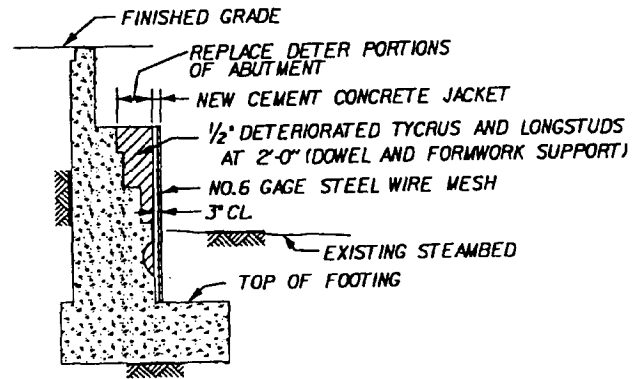 FINISHED GRADE
REPLACE DETER PORTIONS
OF ABUTMENT
NEW CEMENT CONCRETE JACKET
1/2" DETERIORATED TYCRUS AND LONGSTUDS
AT 2'-0" (DOWEL AND FORMWORK SUPPORT)
NO.6 GAGE STEEL WIRE MESH
3" CL.
EXISTING STEAMBED
TOP OF FOOTING